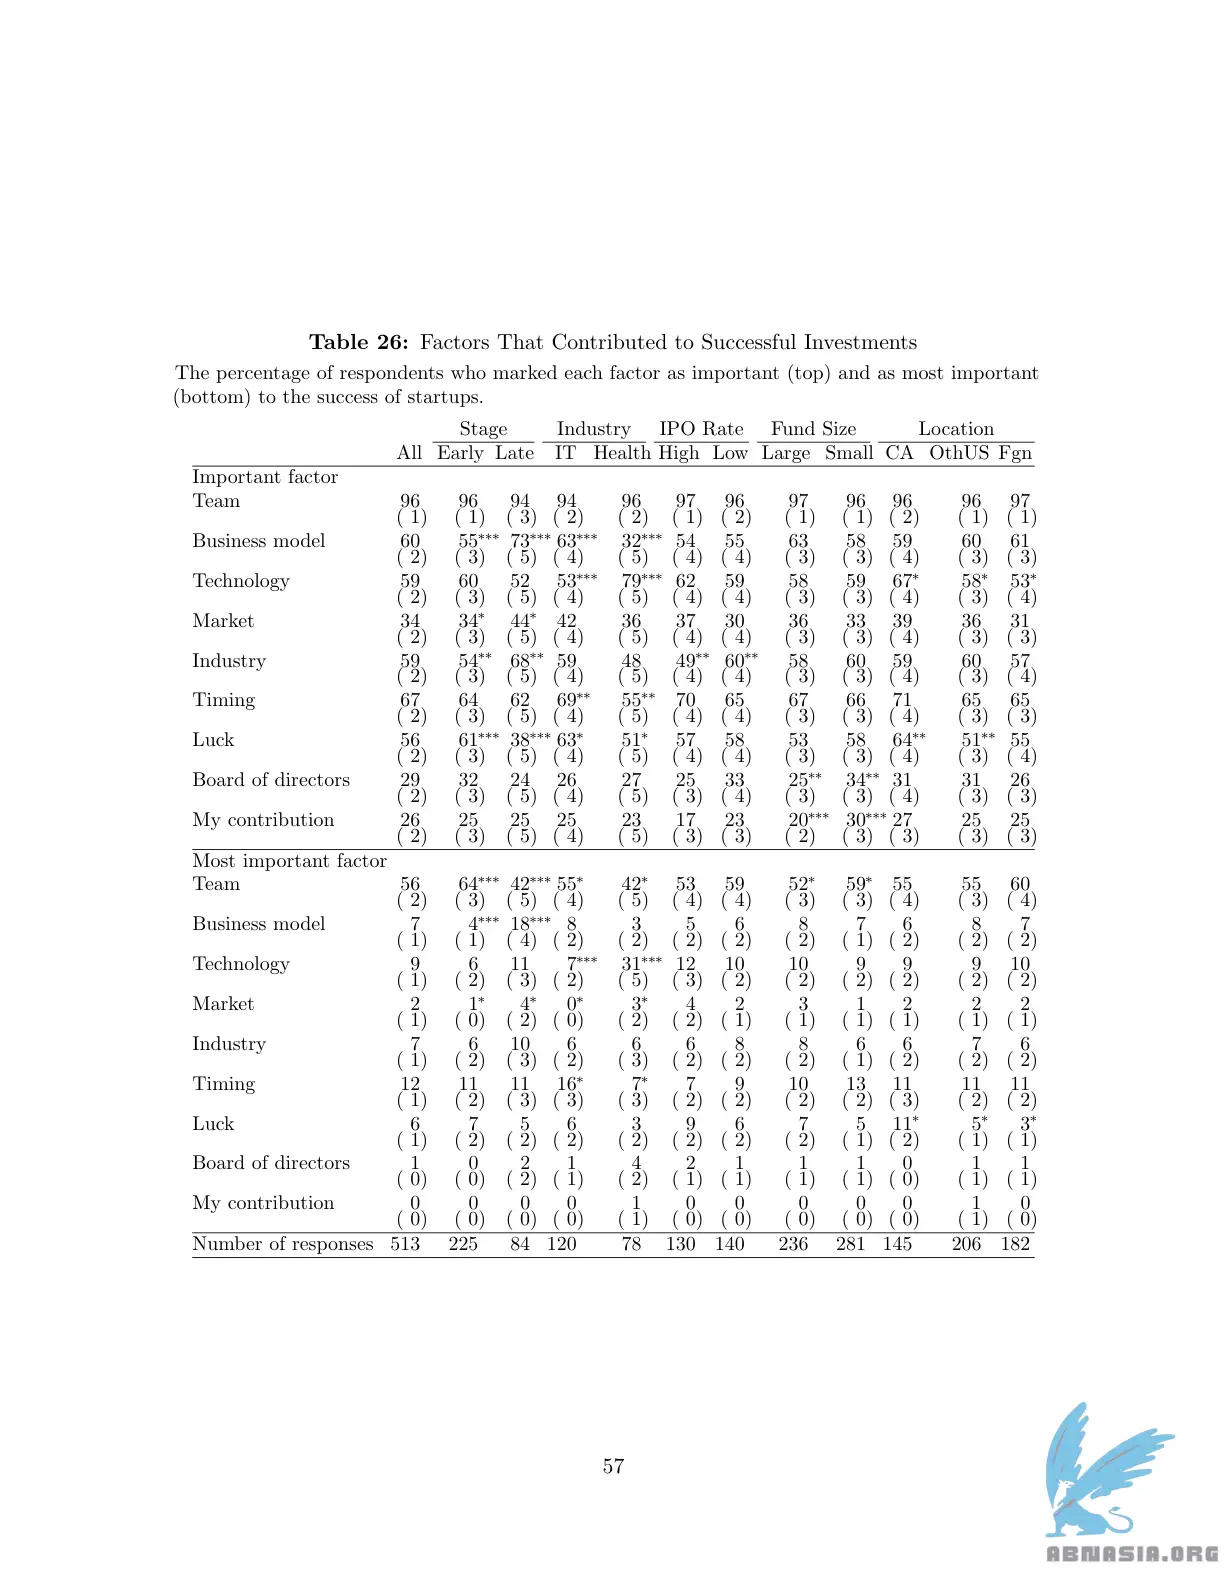 Table 26: Factors That Contributed to Successful Investments
The percentage of respondents who marked each factor as important (top) and as most important
(bottom) to the success of startups.
Stage Industry IPO Rate Fund Size Location
All Early Late IT Health High Low Large Small CA OthUS Fgn
Important factor
Team 96 96 94 94 96 97 96 97 96 96 96 97
( 1) ( 1) ( 3) ( 2) ( 2) ( 1) ( 2) ( 1) ( 1) ( 2) ( 1) ( 1)
Business model 60 55*** 73*** 63*** 32*** 54 55 63 58 59 60 61
( 2) ( 3) ( 5) ( 4) ( 5) ( 4) ( 4) ( 3) ( 3) ( 4) ( 3) ( 3)
Technology 59 60 52 53*** 79*** 62 59 58 59 67* 58* 53*
( 2) ( 3) ( 5) ( 4) ( 5) ( 4) ( 4) ( 3) ( 3) ( 4) ( 3) ( 4)
Market 34 34* 44* 42 36 37 30 36 33 39 36 31
( 2) ( 3) ( 5) ( 4) ( 5) ( 4) ( 4) ( 3) ( 3) ( 4) ( 3) ( 3)
Industry 59 54** 68** 59 48 49** 60** 58 60 59 60 57
( 2) ( 3) ( 5) ( 4) ( 5) ( 4) ( 4) ( 3) ( 3) ( 4) ( 3) ( 4)
Timing 67 64 62 69** 55** 70 65 67 66 71 65 65
( 2) ( 3) ( 5) ( 4) ( 5) ( 4) ( 4) ( 3) ( 3) ( 4) ( 3) ( 3)
Luck 56 61*** 38*** 63* 51* 57 58 53 58 64** 51** 55
( 2) ( 3) ( 5) ( 4) ( 5) ( 4) ( 4) ( 3) ( 3) ( 4) ( 3) ( 4)
Board of directors 29 32 24 26 27 25 33 25** 34** 31 31 26
( 2) ( 3) ( 5) ( 4) ( 5) ( 3) ( 4) ( 3) ( 3) ( 4) ( 3) ( 3)
My contribution 26 25 25 25 23 17 23 20*** 30*** 27 25 25
( 2) ( 3) ( 5) ( 4) ( 5) ( 3) ( 3) ( 2) ( 3) ( 3) ( 3) ( 3)
Most important factor
Team 56 64*** 42*** 55* 42* 53 59 52* 59* 55 55 60
( 2) ( 3) ( 5) ( 4) ( 5) ( 4) ( 4) ( 3) ( 3) ( 4) ( 3) ( 4)
Business model 7 4*** 18*** 8 3 5 6 8 7 6 8 7
( 1) ( 1) ( 4) ( 2) ( 2) ( 2) ( 2) ( 2) ( 1) ( 2) ( 2) ( 2)
Technology 9 6 11 7*** 31*** 12 10 10 9 9 9 10
( 1) ( 2) ( 3) ( 2) ( 5) ( 3) ( 2) ( 2) ( 2) ( 2) ( 2) ( 2)
Market 2 1* 4* 0* 3* 4 2 3 1 2 2 2
( 1) ( 0) ( 2) ( 0) ( 2) ( 2) ( 1) ( 1) ( 1) ( 1) ( 1) ( 1)
Industry 7 6 10 6 6 6 8 8 6 6 7 6
( 1) ( 2) ( 3) ( 2) ( 3) ( 2) ( 2) ( 2) ( 1) ( 2) ( 2) ( 2)
Timing 12 11 11 16* 7* 7 9 10 13 11 11 11
( 1) ( 2) ( 3) ( 3) ( 3) ( 2) ( 2) ( 2) ( 2) ( 3) ( 2) ( 2)
Luck 6 7 5 6 3 9 6 7 5 11* 5* 3*
( 1) ( 2) ( 2) ( 2) ( 2) ( 2) ( 2) ( 2) ( 1) ( 2) ( 1) ( 1)
Board of directors 1 0 2 1 4 2 1 1 1 0 1 1
( 0) ( 0) ( 2) ( 1) ( 2) ( 1) ( 1) ( 1) ( 1) ( 0) ( 1) ( 1)
My contribution 0 0 0 0 1 0 0 0 0 0 1 0
( 0) ( 0) ( 0) ( 0) ( 1) ( 0) ( 0) ( 0) ( 0) ( 0) ( 1) ( 0)
Number of responses 513 225 84 120 78 130 140 236 281 145 206 182
57
ABNASIA.ORG